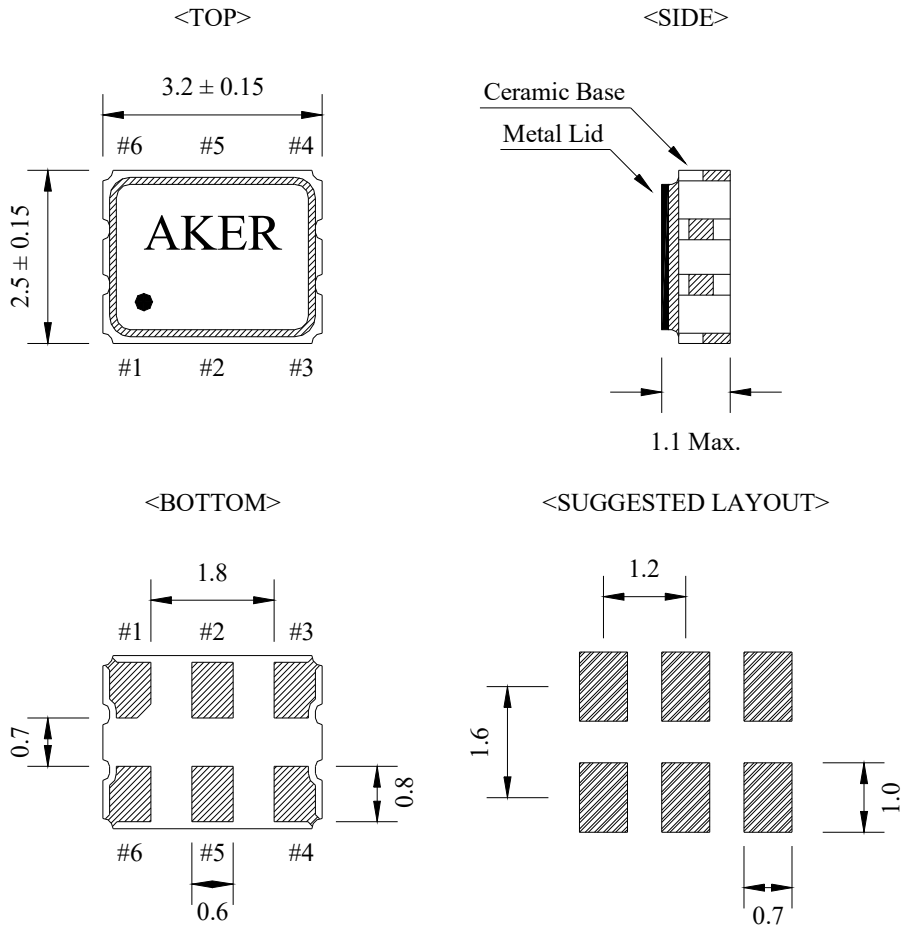 <TOP>
<SIDE>
3.2 ± 0.15
#6 #5 #4
2.5 ± 0.15
AKER
#1 #2 #3
Ceramic Base
Metal Lid
1.1 Max.
<BOTTOM>
1.8
#1 #2 #3
0.7
0.8
#6 #5 #4
0.6
<SUGGESTED LAYOUT>
1.2
1.6
1.0
0.7